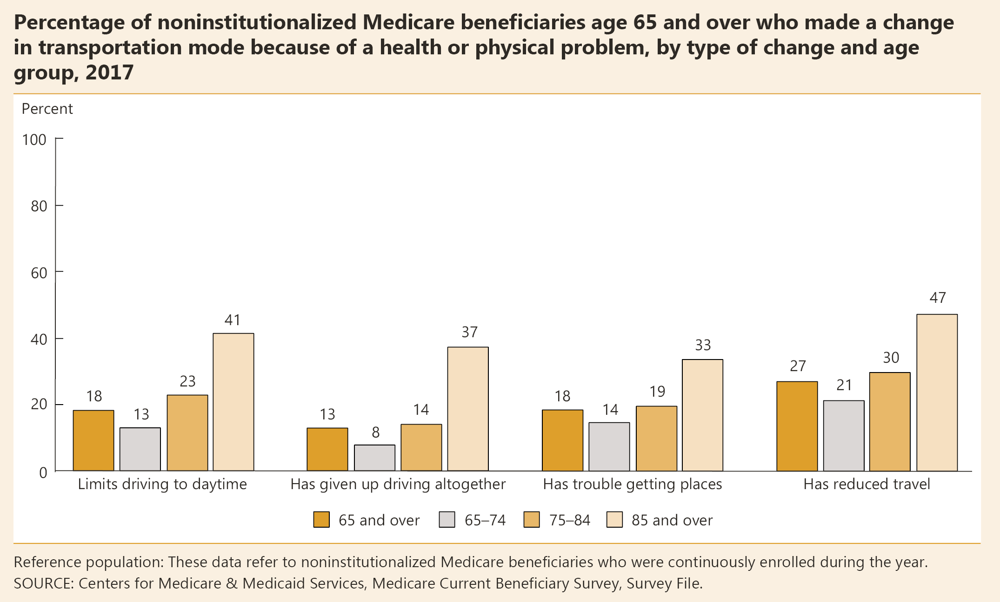 Percentage of noninstitutionalized Medicare beneficiaries age 65 and over who made a change
in transportation mode because of a health or physical problem, by type of change and age
group, 2017
Percent
100
80
60
40
20
0
18
13
23
41
13
8
14
37
18
14
19
33
27
21
30
47
Limits driving to daytime
Has given up driving altogether
Has trouble getting places
Has reduced travel
65 and over
65–74
75–84
85 and over
Reference population: These data refer to noninstitutionalized Medicare beneficiaries who were continuously enrolled during the year.
SOURCE: Centers for Medicare & Medicaid Services, Medicare Current Beneficiary Survey, Survey File.